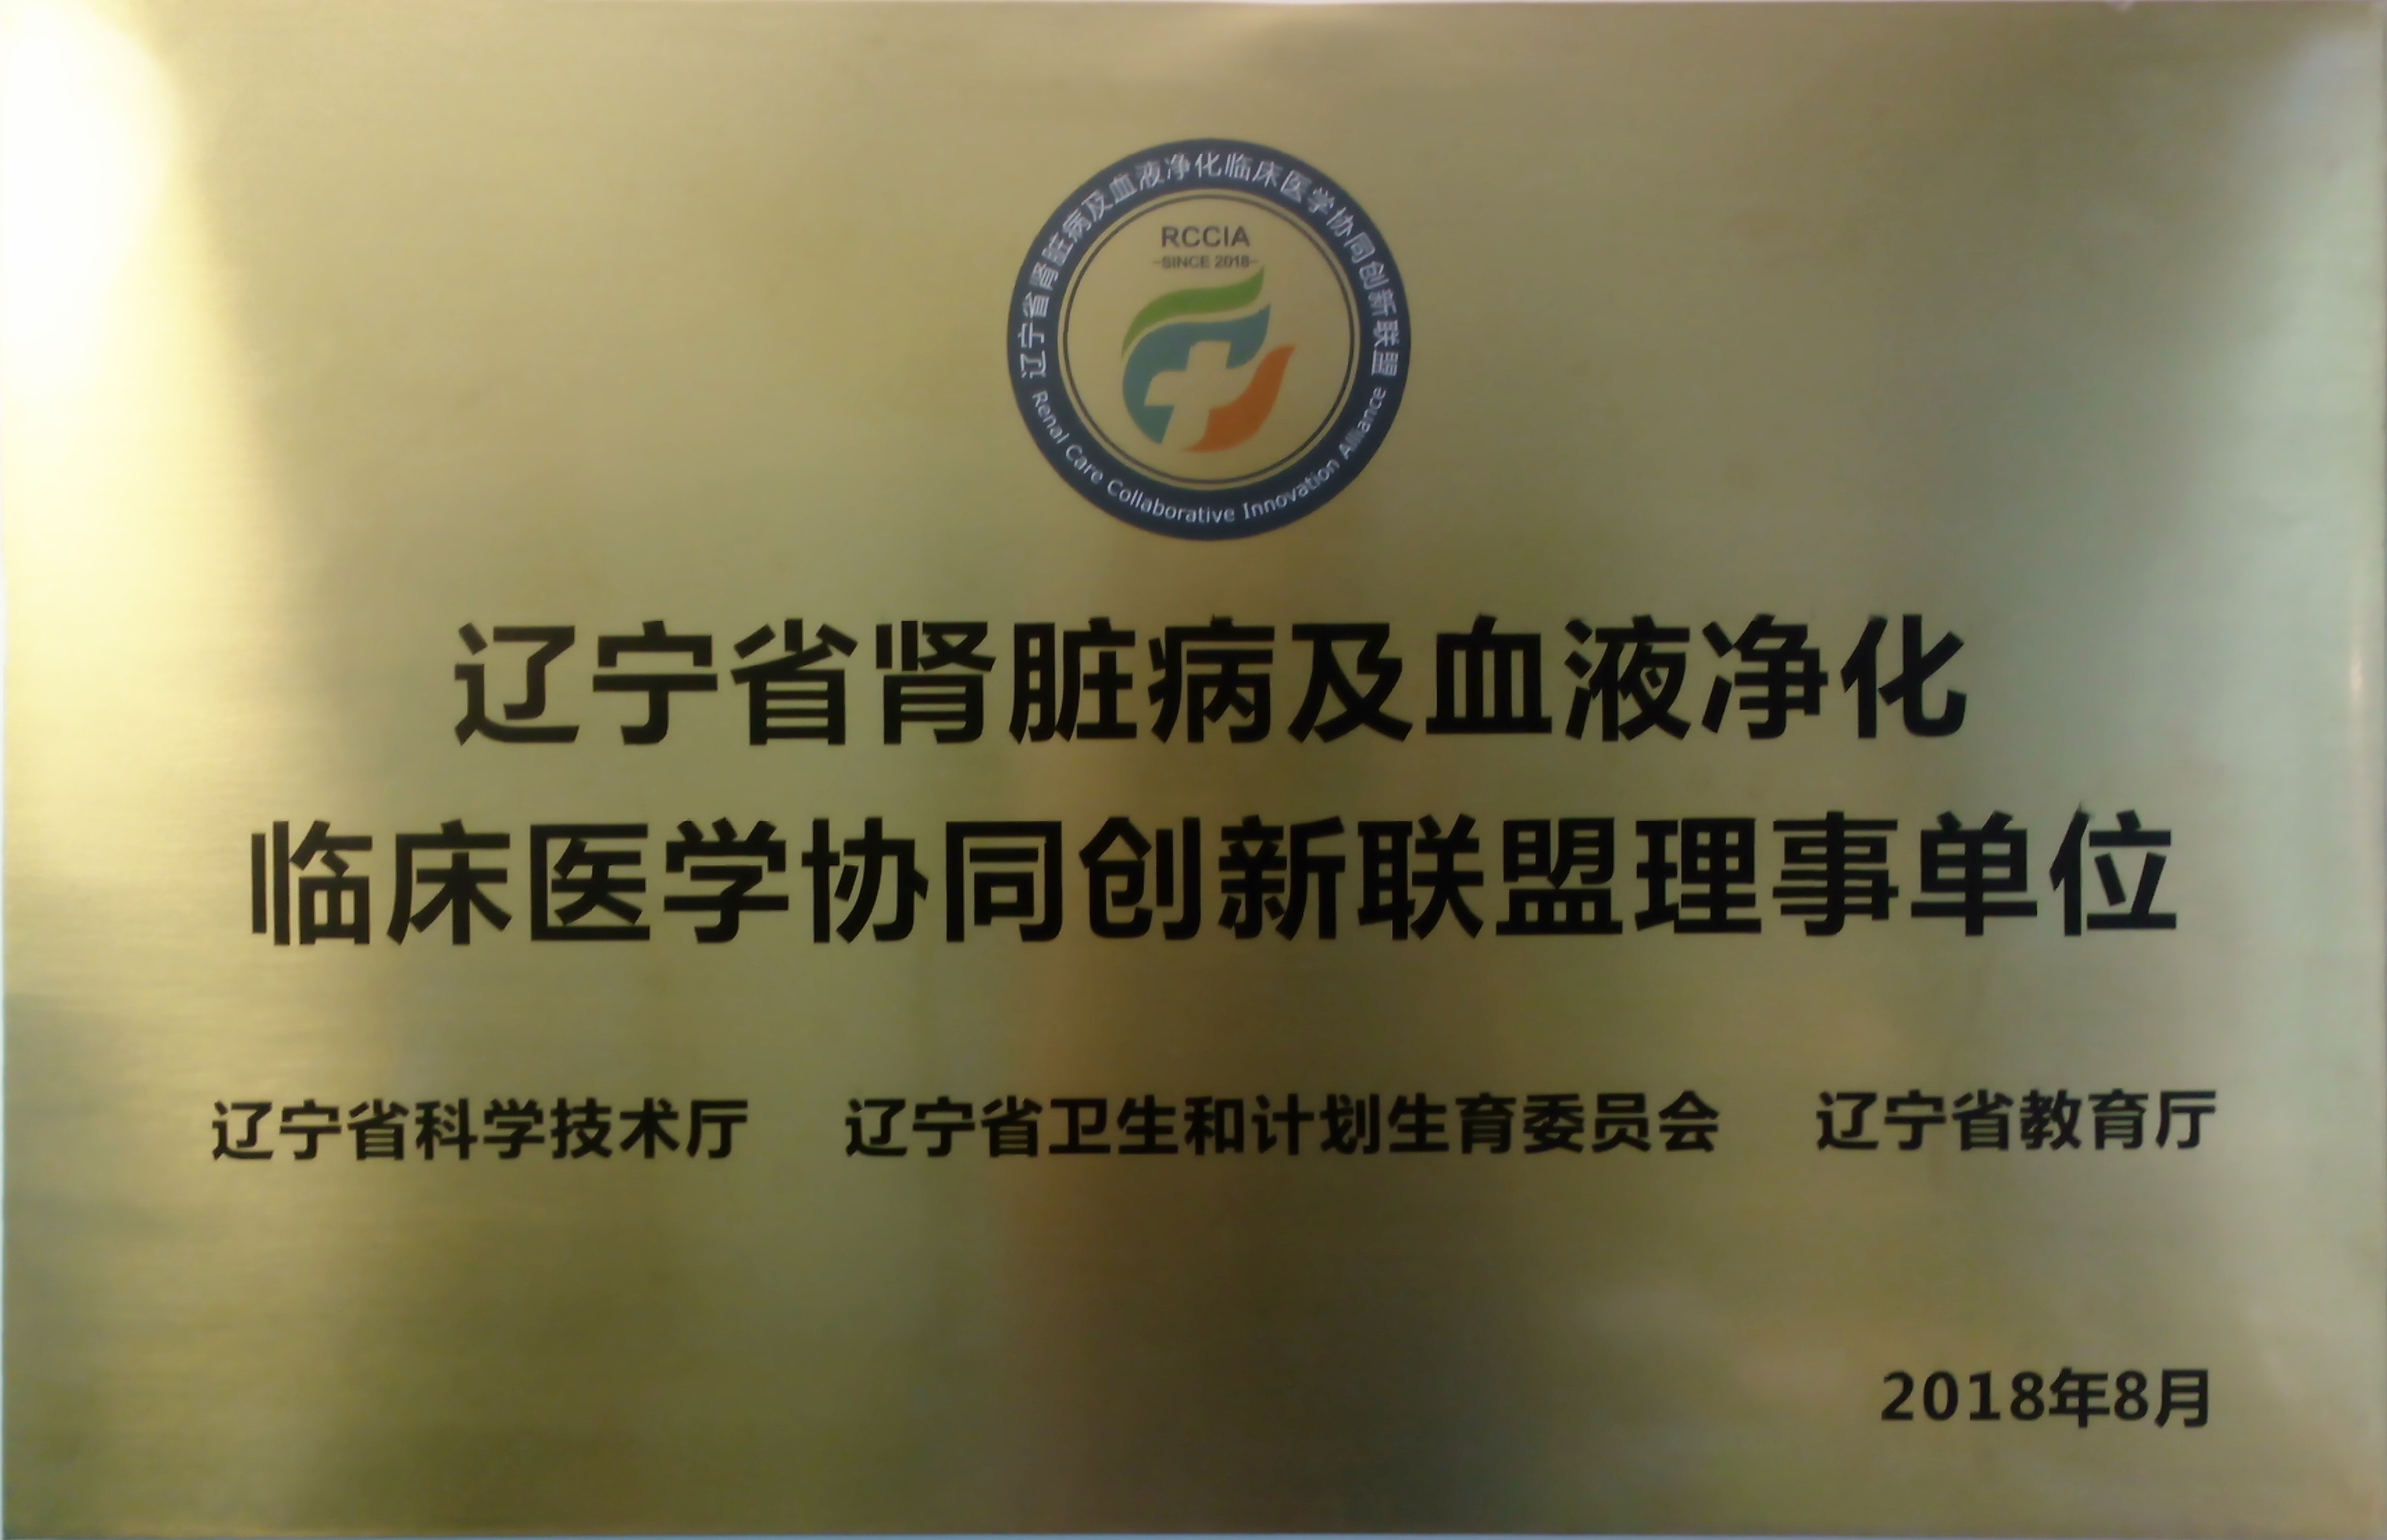 辽宁省肾脏病及血液净化临床医学协同创新联盟
RCCIA
-SINCE 2018-
Renal Care Collaborative Innovation Alliance
辽宁省肾脏病及血液净化
临床医学协同创新联盟理事单位
辽宁省科学技术厅 辽宁省卫生和计划生育委员会 辽宁省教育厅
2018年8月